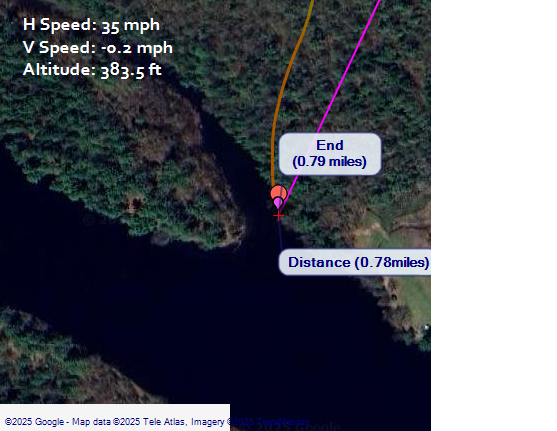 H Speed: 35 mph
V Speed: -0.2 mph
Altitude: 383.5 ft
End
(0.79 miles)
Distance (0.78miles)
©2025 Google - Map data ©2025 Tele Atlas, Imagery ©2025 TerraMetrics